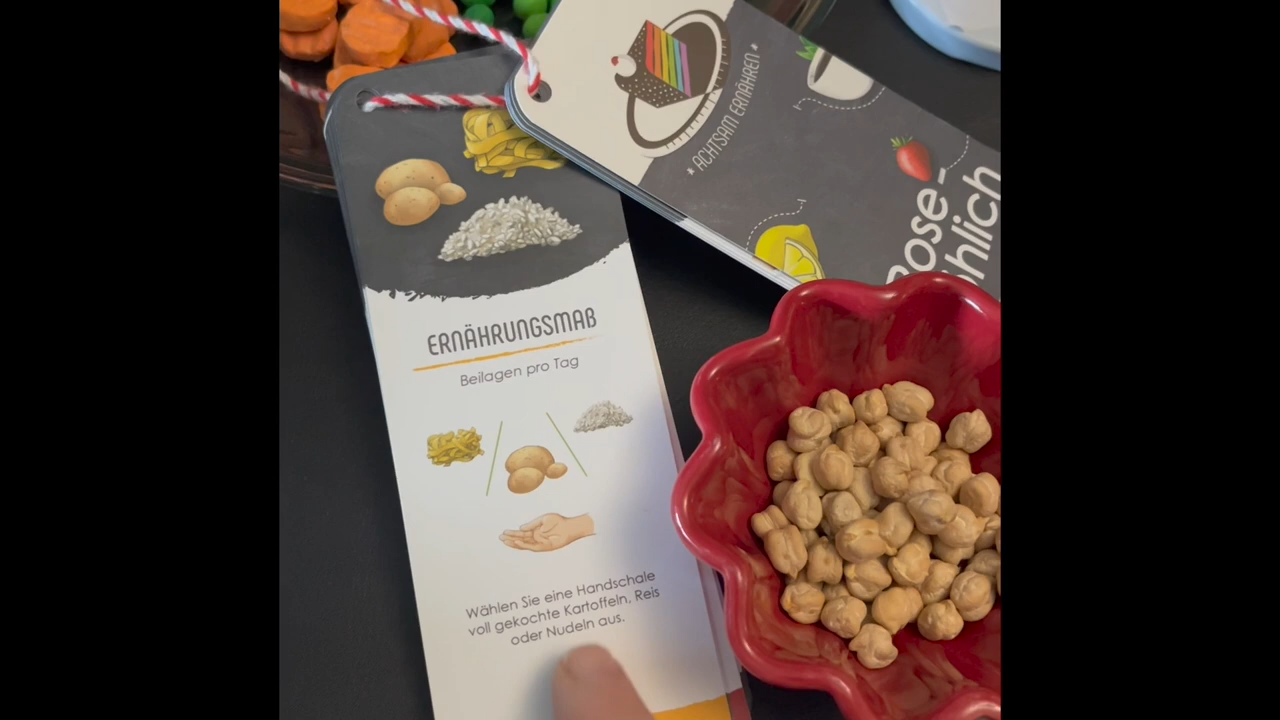 * ACHTSAM ERNÄHREN *
ERNÄHRUNGSMAß
Beilagen pro Tag
Wählen Sie eine Handschale
voll gekochte Kartoffeln, Reis
oder Nudeln aus.